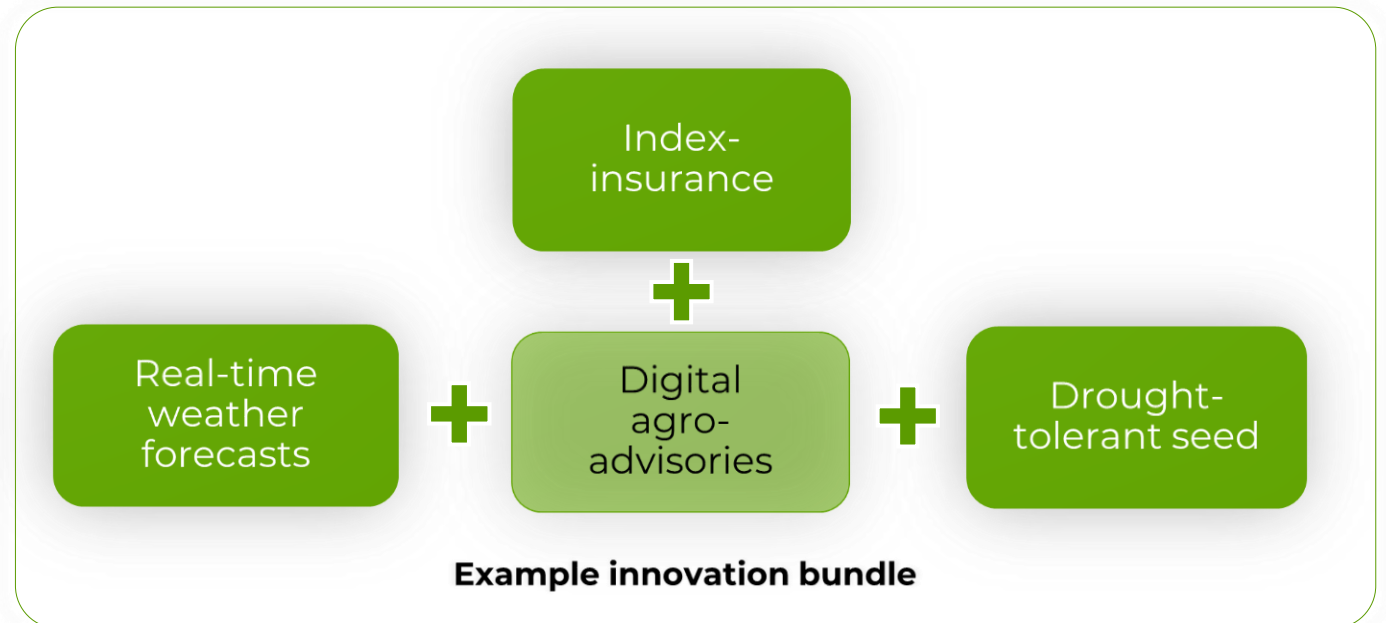 Index-
insurance
Real-time
weather
forecasts
Digital
agro-
advisories
Drought-
tolerant seed
Example innovation bundle